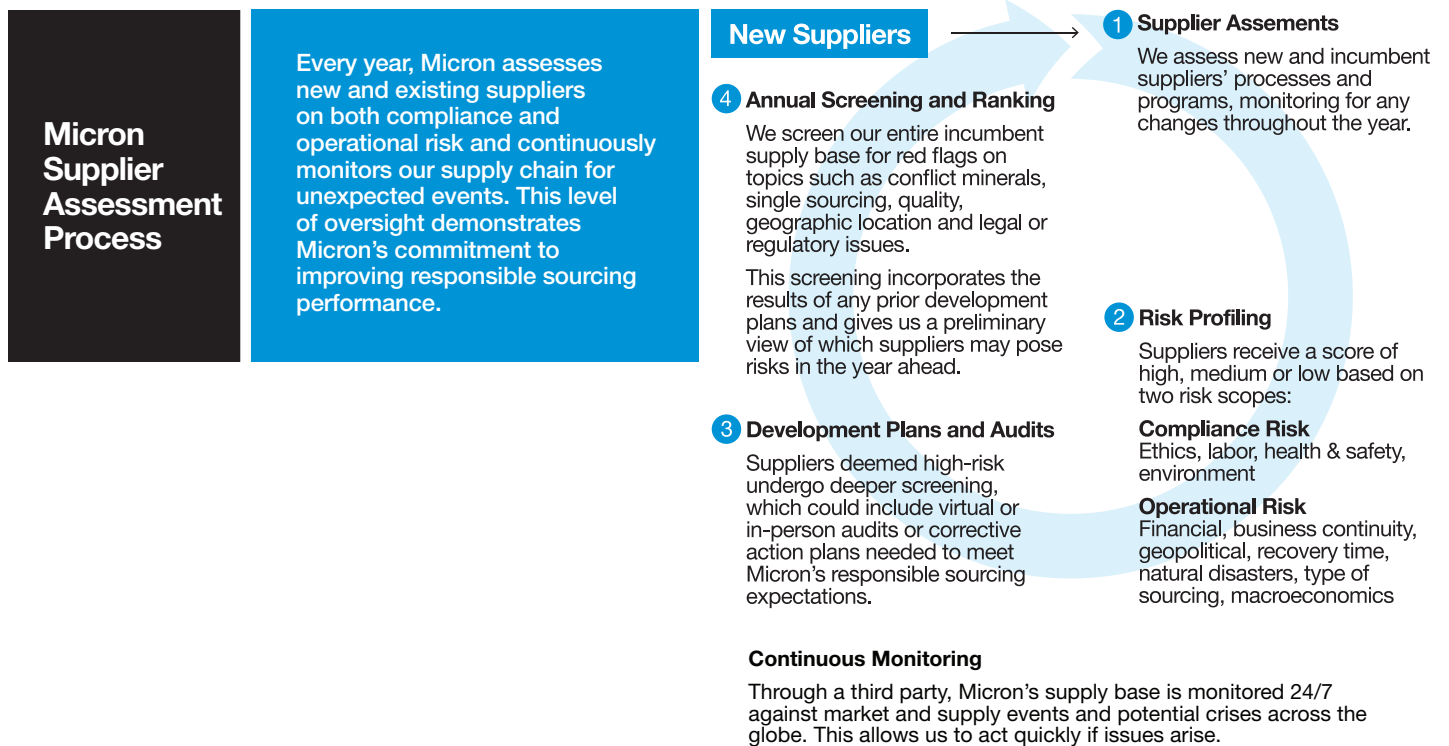 Micron
Supplier
Assessment
Process
Every year, Micron assesses
new and existing suppliers
on both compliance and
operational risk and continuously
monitors our supply chain for
unexpected events. This level
of oversight demonstrates
Micron’s commitment to
improving responsible sourcing
performance.
New Suppliers
1 Supplier Assements
We assess new and incumbent
suppliers’ processes and
programs, monitoring for any
changes throughout the year.
2 Risk Profiling
Suppliers receive a score of
high, medium or low based on
two risk scopes:
Compliance Risk
Ethics, labor, health & safety,
environment
Operational Risk
Financial, business continuity,
geopolitical, recovery time,
natural disasters, type of
sourcing, macroeconomics
3 Development Plans and Audits
Suppliers deemed high-risk
undergo deeper screening,
which could include virtual or
in-person audits or corrective
action plans needed to meet
Micron’s responsible sourcing
expectations.
4 Annual Screening and Ranking
We screen our entire incumbent
supply base for red flags on
topics such as conflict minerals,
single sourcing, quality,
geographic location and legal or
regulatory issues.
This screening incorporates the
results of any prior development
plans and gives us a preliminary
view of which suppliers may pose
risks in the year ahead.
Continuous Monitoring
Through a third party, Micron’s supply base is monitored 24/7
against market and supply events and potential crises across the
globe. This allows us to act quickly if issues arise.